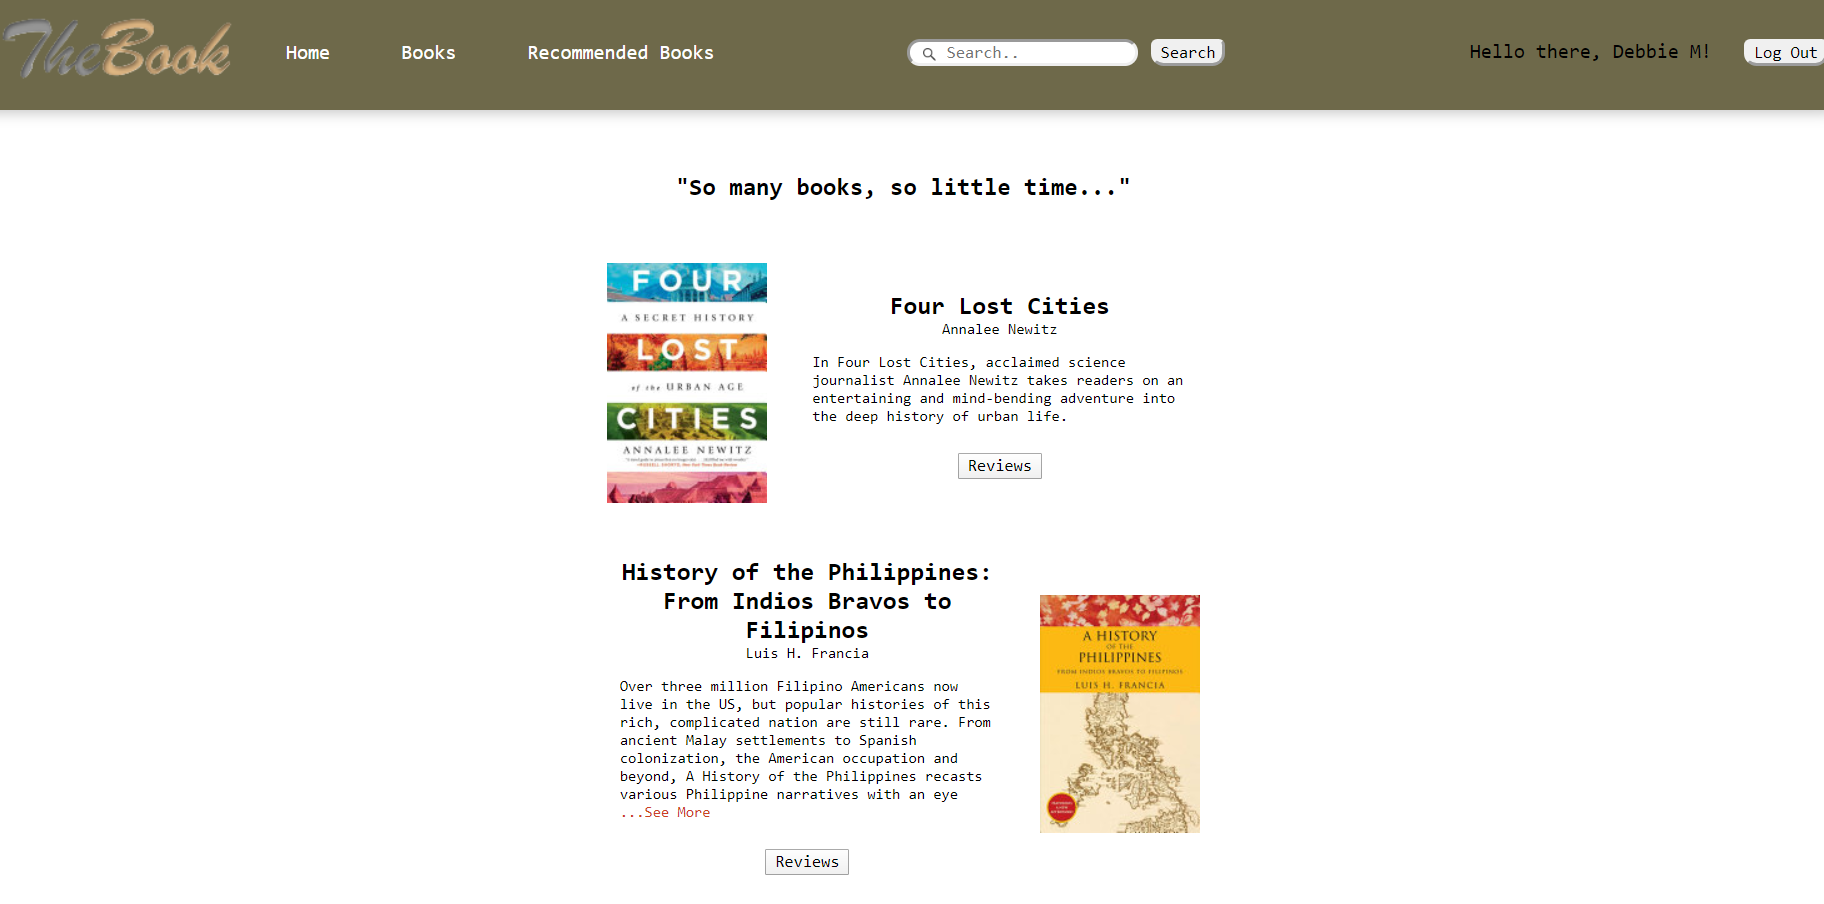 TheBook
Home
Books
Recommended Books
Search..
Search
Hello there, Debbie M!
Log Out
"So many books, so little time..."
FOUR
A SECRET HISTORY
LOST
of the URBAN AGE
CITIES
ANNALEE NEWITZ
Four Lost Cities
Annalee Newitz
In Four Lost Cities, acclaimed science
journalist Annalee Newitz takes readers on an
entertaining and mind-bending adventure into
the deep history of urban life.
Reviews
History of the Philippines:
From Indios Bravos to
Filipinos
Luis H. Francia
Over three million Filipino Americans now
live in the US, but popular histories of this
rich, complicated nation are still rare. From
ancient Malay settlements to Spanish
colonization, the American occupation and
beyond, A History of the Philippines recasts
various Philippine narratives with an eye
...See More
Reviews
A HISTORY
OF THE
PHILIPPINES
FROM INDIOS BRAVOS TO FILIPINOS
LUIS H. FRANCIA